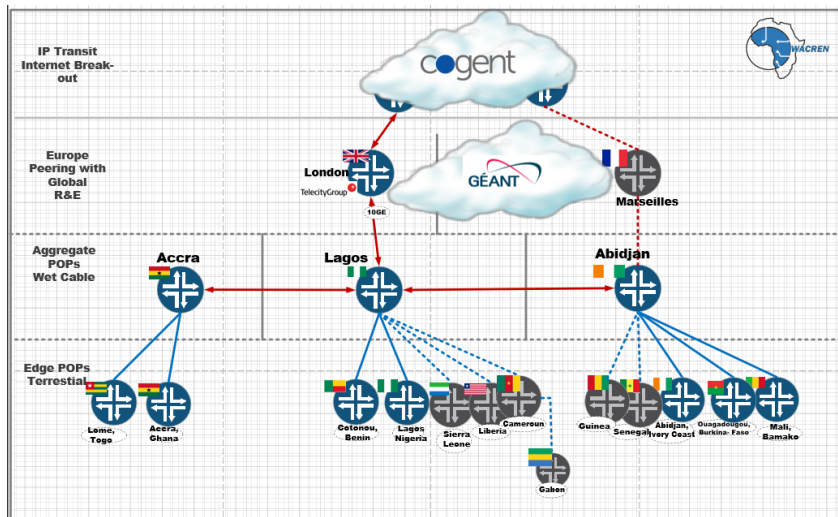 IP Transit
Internet Break-
out
cogent
WACREN
Europe
Peering with
Global
R&E
London
TelecityGroup
10GE
GÉANT
Marseilles
Aggregate
POPs
Wet Cable
Accra
Lagos
Abidjan
Edge POPs
Terrestial
Lome,
Togo
Accra,
Ghana
Cotonou,
Benin
Lagos
Nigeria
Sierra
Leone
Liberia
Cameroun
Gabon
Guinea
Senegal
Abidjan,
Ivory Coast
Ouagadougou,
Burkina- Faso
Mali,
Bamako